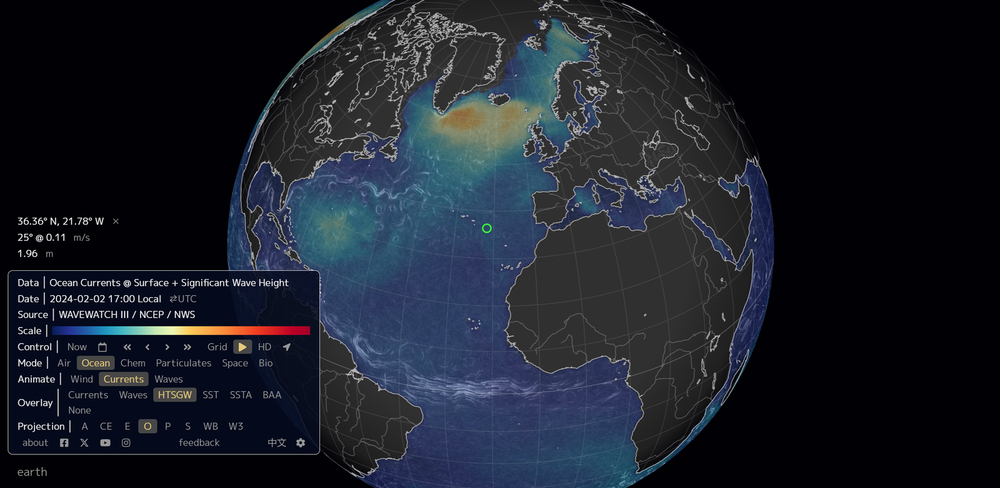 36.36° N, 21.78° W ×
25° @ 0.11 m/s
1.96 m
Data | Ocean Currents @ Surface + Significant Wave Height
Date | 2024-02-02 17:00 Local ⇄UTC
Source | WAVEWATCH III / NCEP / NWS
Scale |
Control | Now « ‹ › » Grid HD
Mode | Air Ocean Chem Particulates Space Bio
Animate | Wind Currents Waves
Overlay | Currents Waves HTSGW SST SSTA BAA
None
Projection | A CE E O P S WB W3
about feedback 中文
earth